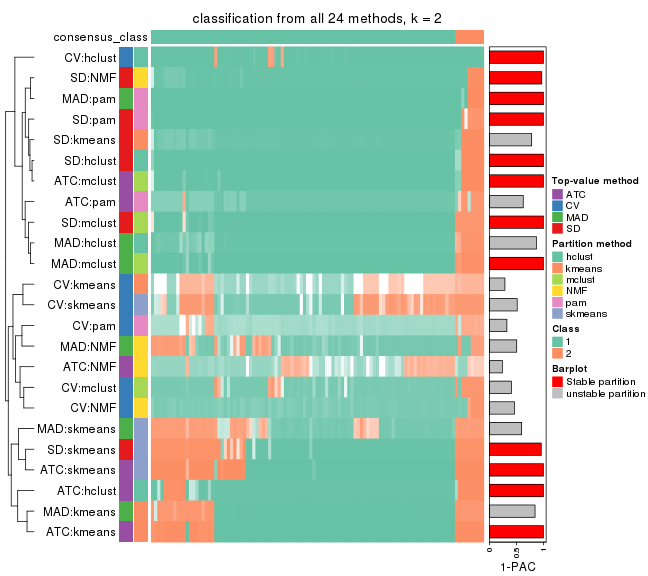 classification from all 24 methods, k = 2
consensus_class
CV:hclust
SD:NMF
MAD:pam
SD:pam
SD:kmeans
SD:hclust
ATC:mclust
ATC:pam
SD:mclust
MAD:hclust
MAD:mclust
CV:kmeans
CV:skmeans
CV:pam
MAD:NMF
ATC:NMF
CV:mclust
CV:NMF
MAD:skmeans
SD:skmeans
ATC:skmeans
ATC:hclust
MAD:kmeans
ATC:kmeans
0
0.5
1
1-PAC
Top-value method
ATC
CV
MAD
SD
Partition method
hclust
kmeans
mclust
NMF
pam
skmeans
Class
1
2
Barplot
Stable partition
unstable partition